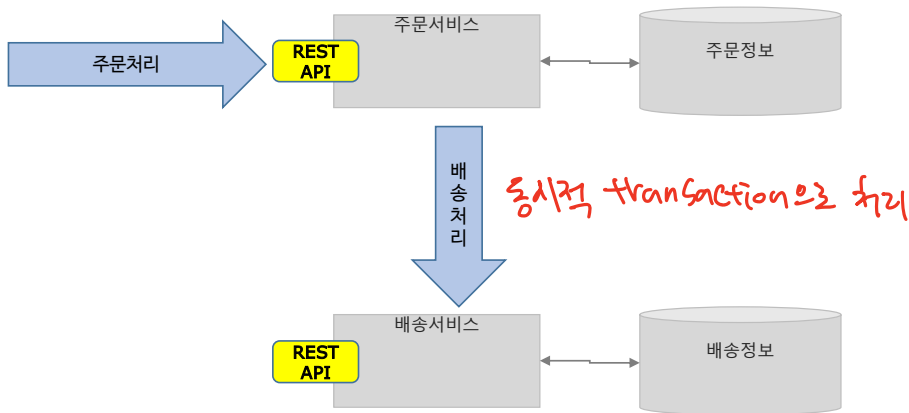 주문서비스
REST
API
주문처리
주문정보
배
송
처
리
동시적 transaction으로 처리
배송서비스
REST
API
배송정보